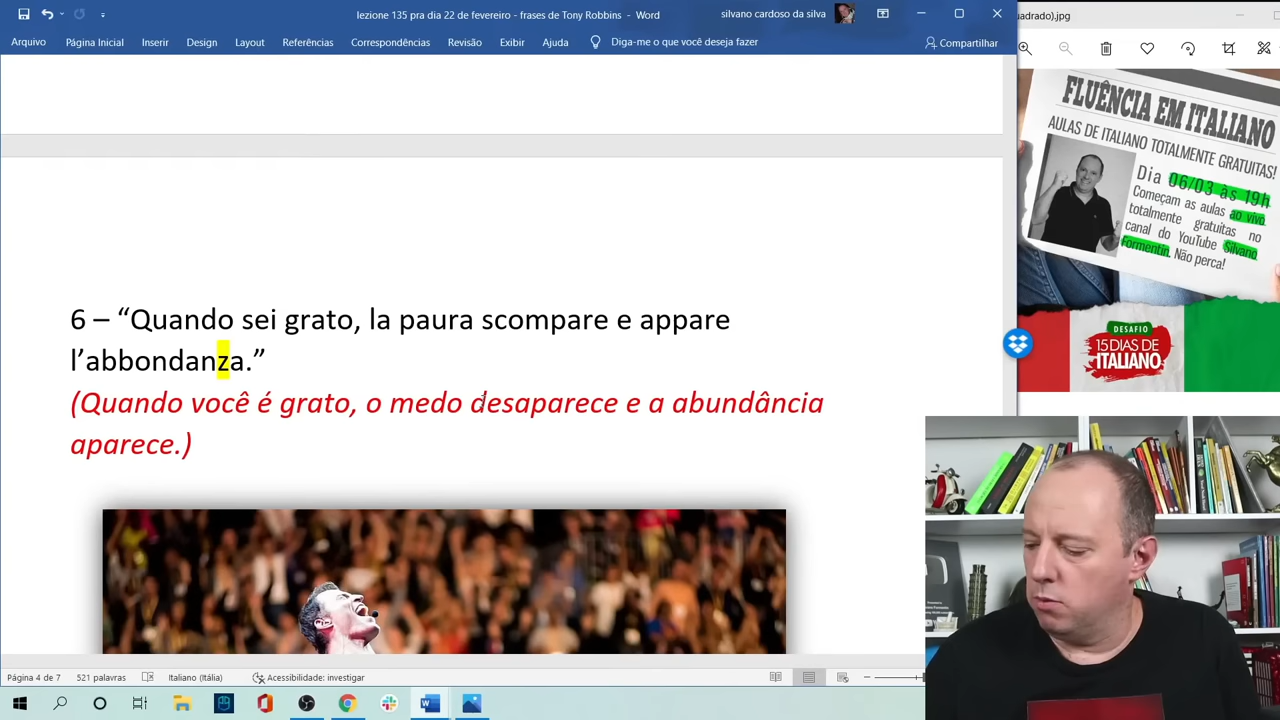 lezione 135 pra dia 22 de fevereiro - frases de Tony Robbins - Word
silvano cardoso da silva
uadrado).jpg
Arquivo
Página Inicial
Inserir
Design
Layout
Referências
Correspondências
Revisão
Exibir
Ajuda
Diga-me o que você deseja fazer
Compartilhar
FLUÊNCIA EM ITALIANO
AULAS DE ITALIANO TOTALMENTE GRATUITAS!
Dia 06/03 às 19h
Começam as aulas ao vivo
totalmente gratuitas no
canal do YouTube Silvano
Formentin. Não perca!
DESAFIO
15 DIAS DE
ITALIANO
6 – “Quando sei grato, la paura scompare e appare
l’abbondanza.”
(Quando você é grato, o medo desaparece e a abundância
aparece.)
Página 4 de 7
521 palavras
Italiano (Itália)
Acessibilidade: investigar